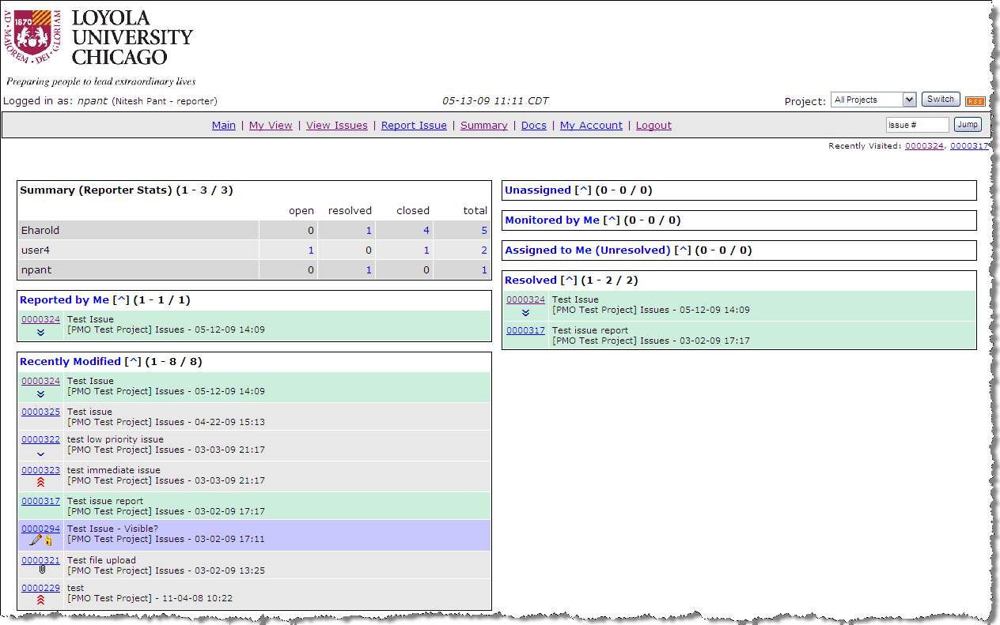 AD · MAIOREM · DEI · GLORIAM
1870
LOYOLA
UNIVERSITY
CHICAGO
Preparing people to lead extraordinary lives
Logged in as: npant (Nitesh Pant - reporter)
05-13-09 11:11 CDT
Project: All Projects Switch RSS
Main | My View | View Issues | Report Issue | Summary | Docs | My Account | Logout
Issue # Jump
Recently Visited: 0000324, 0000317
Summary (Reporter Stats) (1 - 3 / 3)
open resolved closed total
Eharold 0 1 4 5
user4 1 0 1 2
npant 0 1 0 1
Reported by Me [^] (1 - 1 / 1)
0000324 Test Issue
[PMO Test Project] Issues - 05-12-09 14:09
Recently Modified [^] (1 - 8 / 8)
0000324 Test Issue
[PMO Test Project] Issues - 05-12-09 14:09
0000325 Test issue
[PMO Test Project] Issues - 04-22-09 15:13
0000322 test low priority issue
[PMO Test Project] Issues - 03-03-09 21:17
0000323 test immediate issue
[PMO Test Project] Issues - 03-03-09 21:17
0000317 Test issue report
[PMO Test Project] Issues - 03-02-09 17:17
0000294 Test Issue - Visible?
[PMO Test Project] Issues - 03-02-09 17:11
0000321 Test file upload
[PMO Test Project] Issues - 03-02-09 13:25
0000229 test
[PMO Test Project] - 11-04-08 10:22
Unassigned [^] (0 - 0 / 0)
Monitored by Me [^] (0 - 0 / 0)
Assigned to Me (Unresolved) [^] (0 - 0 / 0)
Resolved [^] (1 - 2 / 2)
0000324 Test Issue
[PMO Test Project] Issues - 05-12-09 14:09
0000317 Test issue report
[PMO Test Project] Issues - 03-02-09 17:17